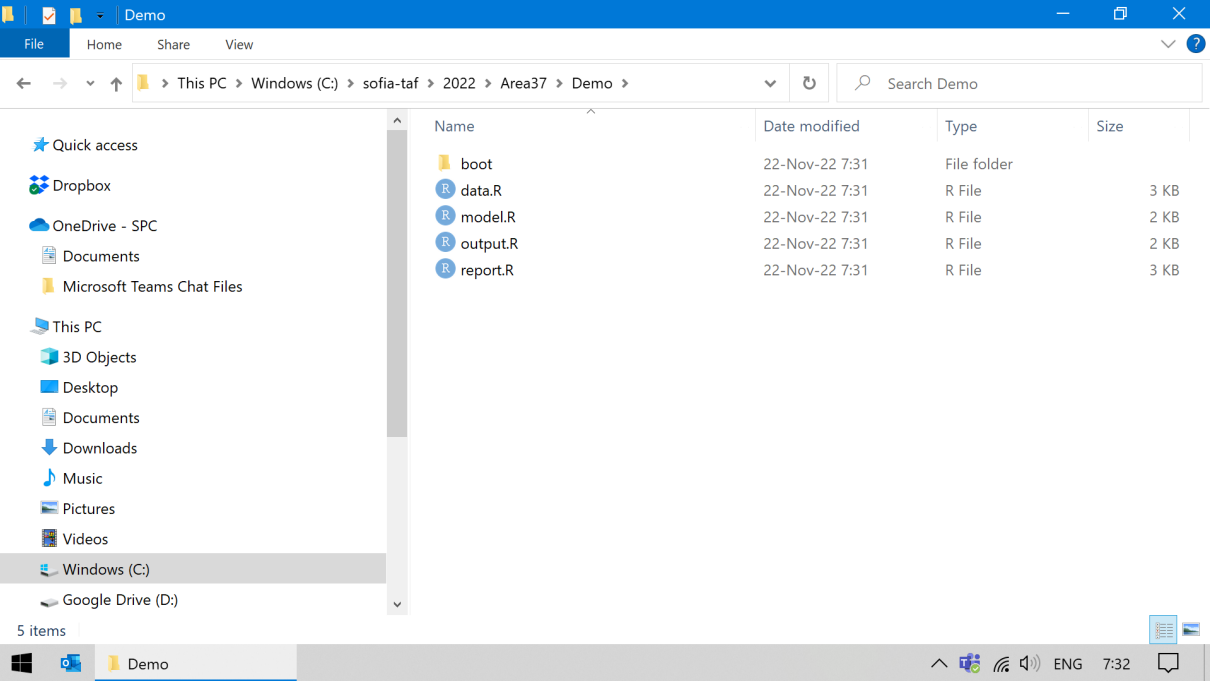 Demo
File Home Share View ?
This PC Windows (C:) sofia-taf 2022 Area37 Demo Search Demo
Name Date modified Type Size
Quick access
Dropbox
OneDrive - SPC
Documents
Microsoft Teams Chat Files
This PC
3D Objects
Desktop
Documents
Downloads
Music
Pictures
Videos
Windows (C:)
Google Drive (D:)
boot 22-Nov-22 7:31 File folder
R data.R 22-Nov-22 7:31 R File 3 KB
R model.R 22-Nov-22 7:31 R File 2 KB
R output.R 22-Nov-22 7:31 R File 2 KB
R report.R 22-Nov-22 7:31 R File 3 KB
5 items
Demo ENG 7:32